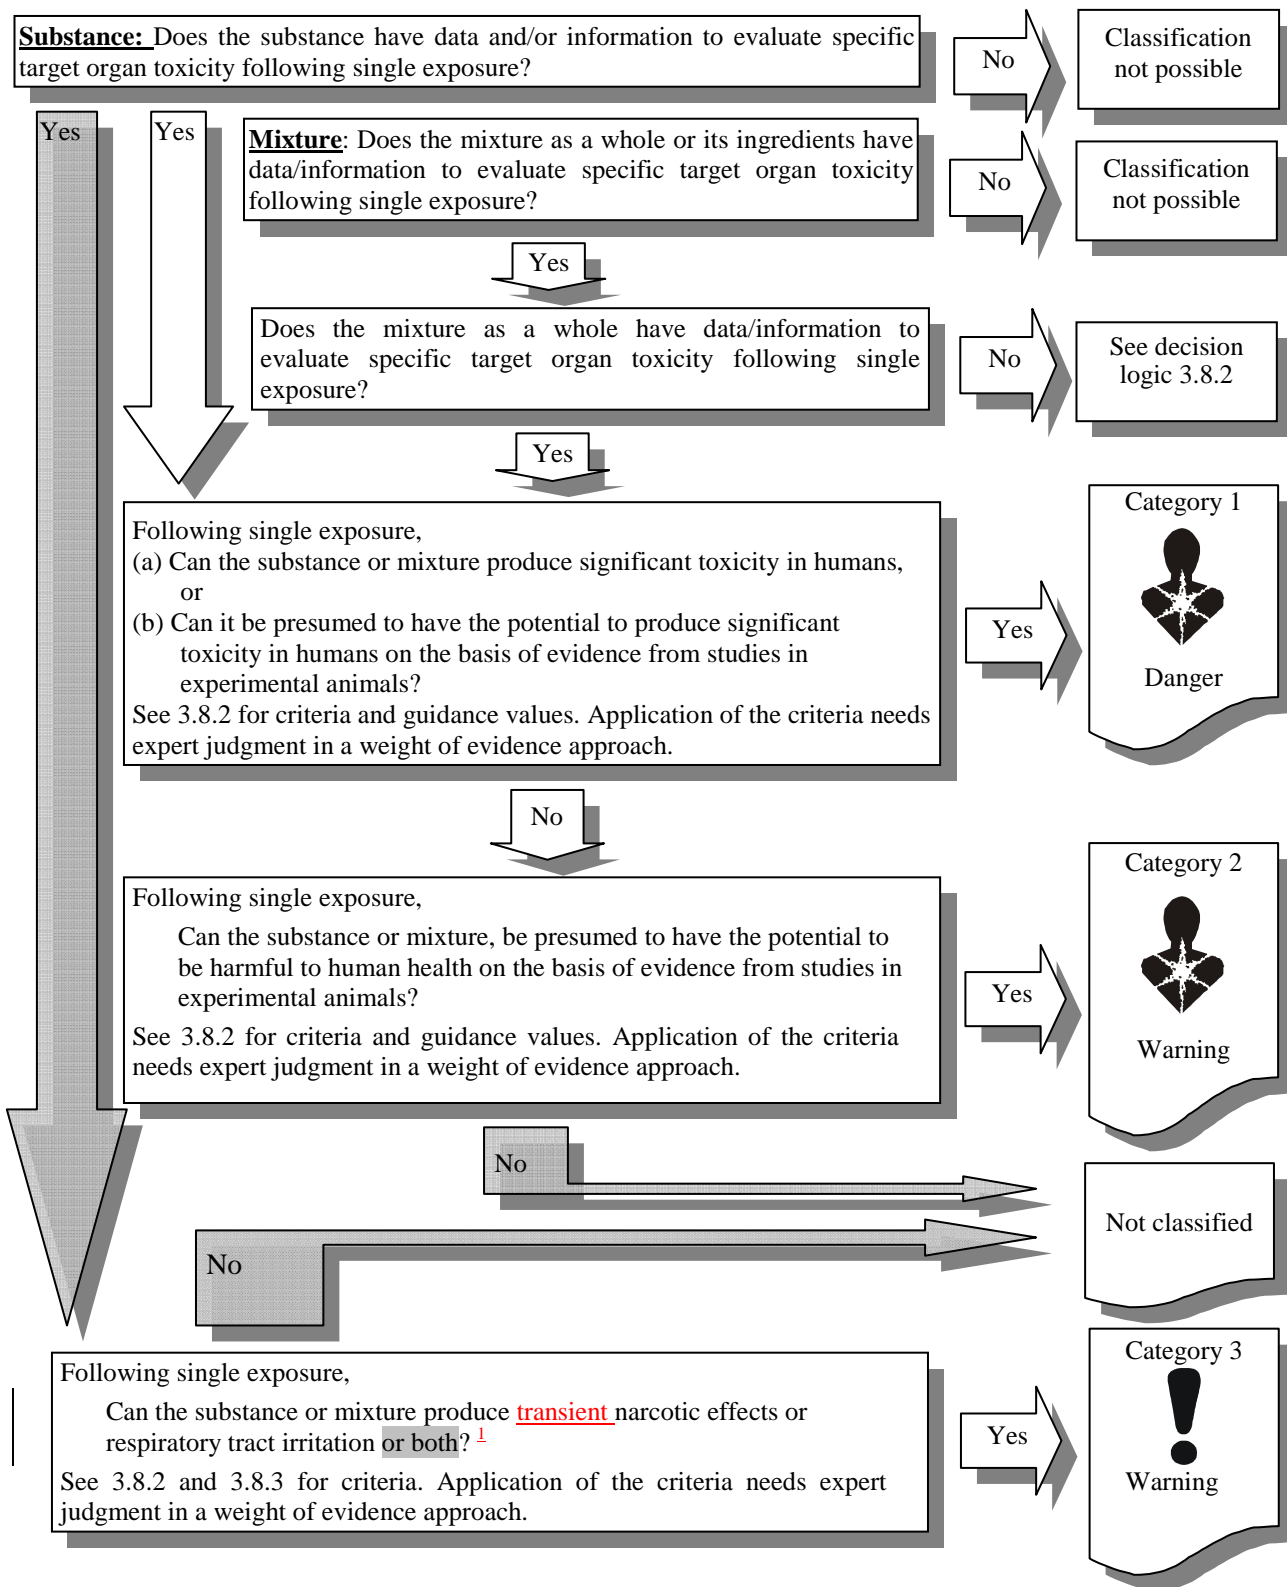 Substance: Does the substance have data and/or information to evaluate specific
target organ toxicity following single exposure?
No
Classification
not possible
Yes
Yes
Mixture: Does the mixture as a whole or its ingredients have
data/information to evaluate specific target organ toxicity
following single exposure?
No
Classification
not possible
Yes
Does the mixture as a whole have data/information to
evaluate specific target organ toxicity following single
exposure?
No
See decision
logic 3.8.2
Yes
Following single exposure,
(a) Can the substance or mixture produce significant toxicity in humans,
or
(b) Can it be presumed to have the potential to produce significant
toxicity in humans on the basis of evidence from studies in
experimental animals?
See 3.8.2 for criteria and guidance values. Application of the criteria needs
expert judgment in a weight of evidence approach.
Yes
Category 1
Danger
No
Following single exposure,
Can the substance or mixture, be presumed to have the potential to
be harmful to human health on the basis of evidence from studies in
experimental animals?
See 3.8.2 for criteria and guidance values. Application of the criteria
needs expert judgment in a weight of evidence approach.
Yes
Category 2
Warning
No
No
Not classified
Following single exposure,
Can the substance or mixture produce transient narcotic effects or
respiratory tract irritation or both? 1
See 3.8.2 and 3.8.3 for criteria. Application of the criteria needs expert
judgment in a weight of evidence approach.
Yes
Category 3
Warning